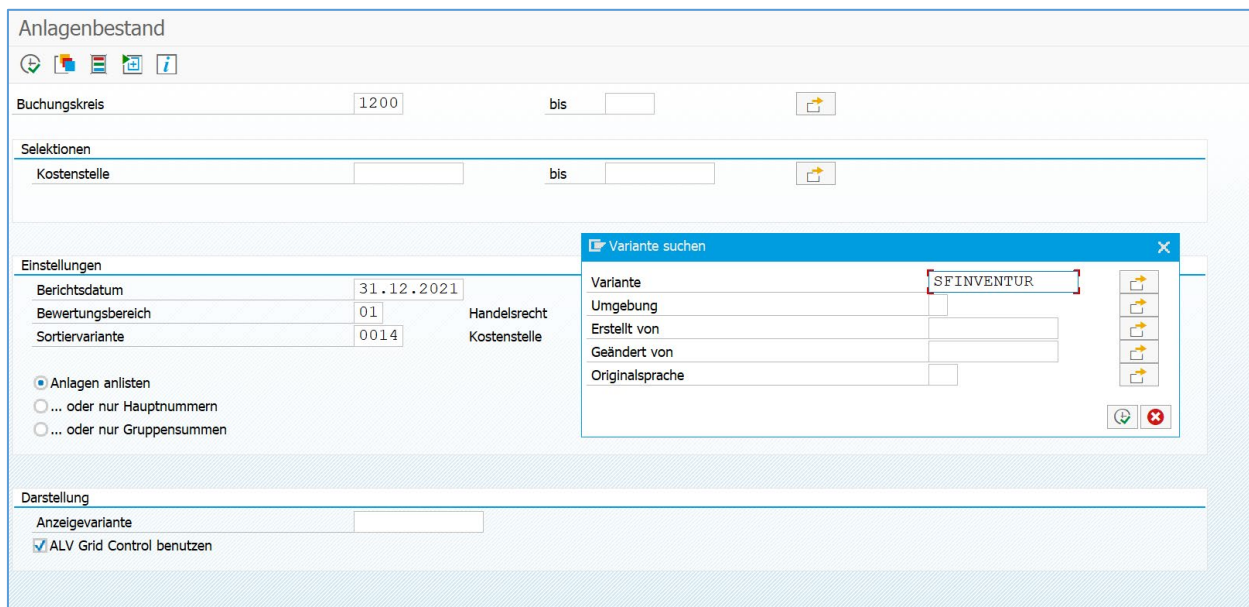 Anlagenbestand
Buchungskreis 1200 bis
Selektionen
Kostenstelle bis
Einstellungen
Berichtsdatum 31.12.2021
Bewertungsbereich 01 Handelsrecht
Sortiervariante 0014 Kostenstelle
Anlagen anlisten
... oder nur Hauptnummern
... oder nur Gruppensummen
Variante suchen
Variante SFINVENTUR
Umgebung
Erstellt von
Geändert von
Originalsprache
Darstellung
Anzeigevariante
ALV Grid Control benutzen